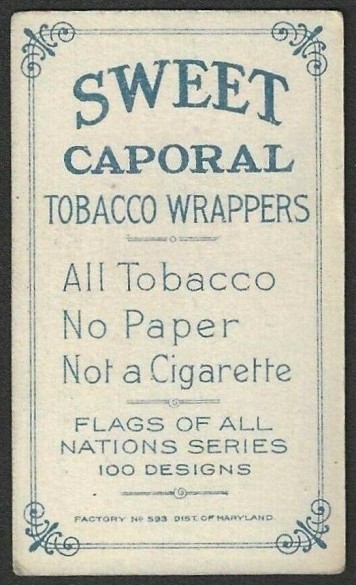 SWEET
CAPORAL
TOBACCO WRAPPERS
All Tobacco
No Paper
Not a Cigarette
FLAGS OF ALL
NATIONS SERIES
100 DESIGNS
FACTORY No 593 DIST. OF MARYLAND.